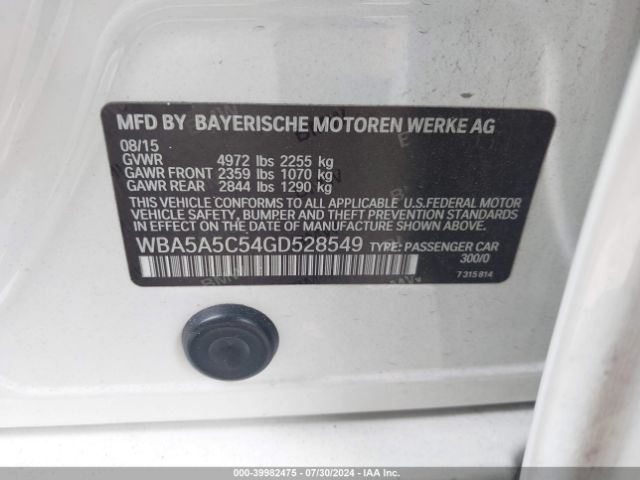 MFD BY BAYERISCHE MOTOREN WERKE AG
08/15
GVWR 4972 lbs 2255 kg
GAWR FRONT 2359 lbs 1070 kg
GAWR REAR 2844 lbs 1290 kg
THIS VEHICLE CONFORMS TO ALL APPLICABLE U.S.FEDERAL MOTOR
VEHICLE SAFETY, BUMPER AND THEFT PREVENTION STANDARDS IN
EFFECT ON THE DATE OF MANUFACTURE SHOWN ABOVE.
WBA5A5C54GD528549 TYPE: PASSENGER CAR
300/0
7 315 814
000-39982475 - 07/30/2024 - IAA Inc.